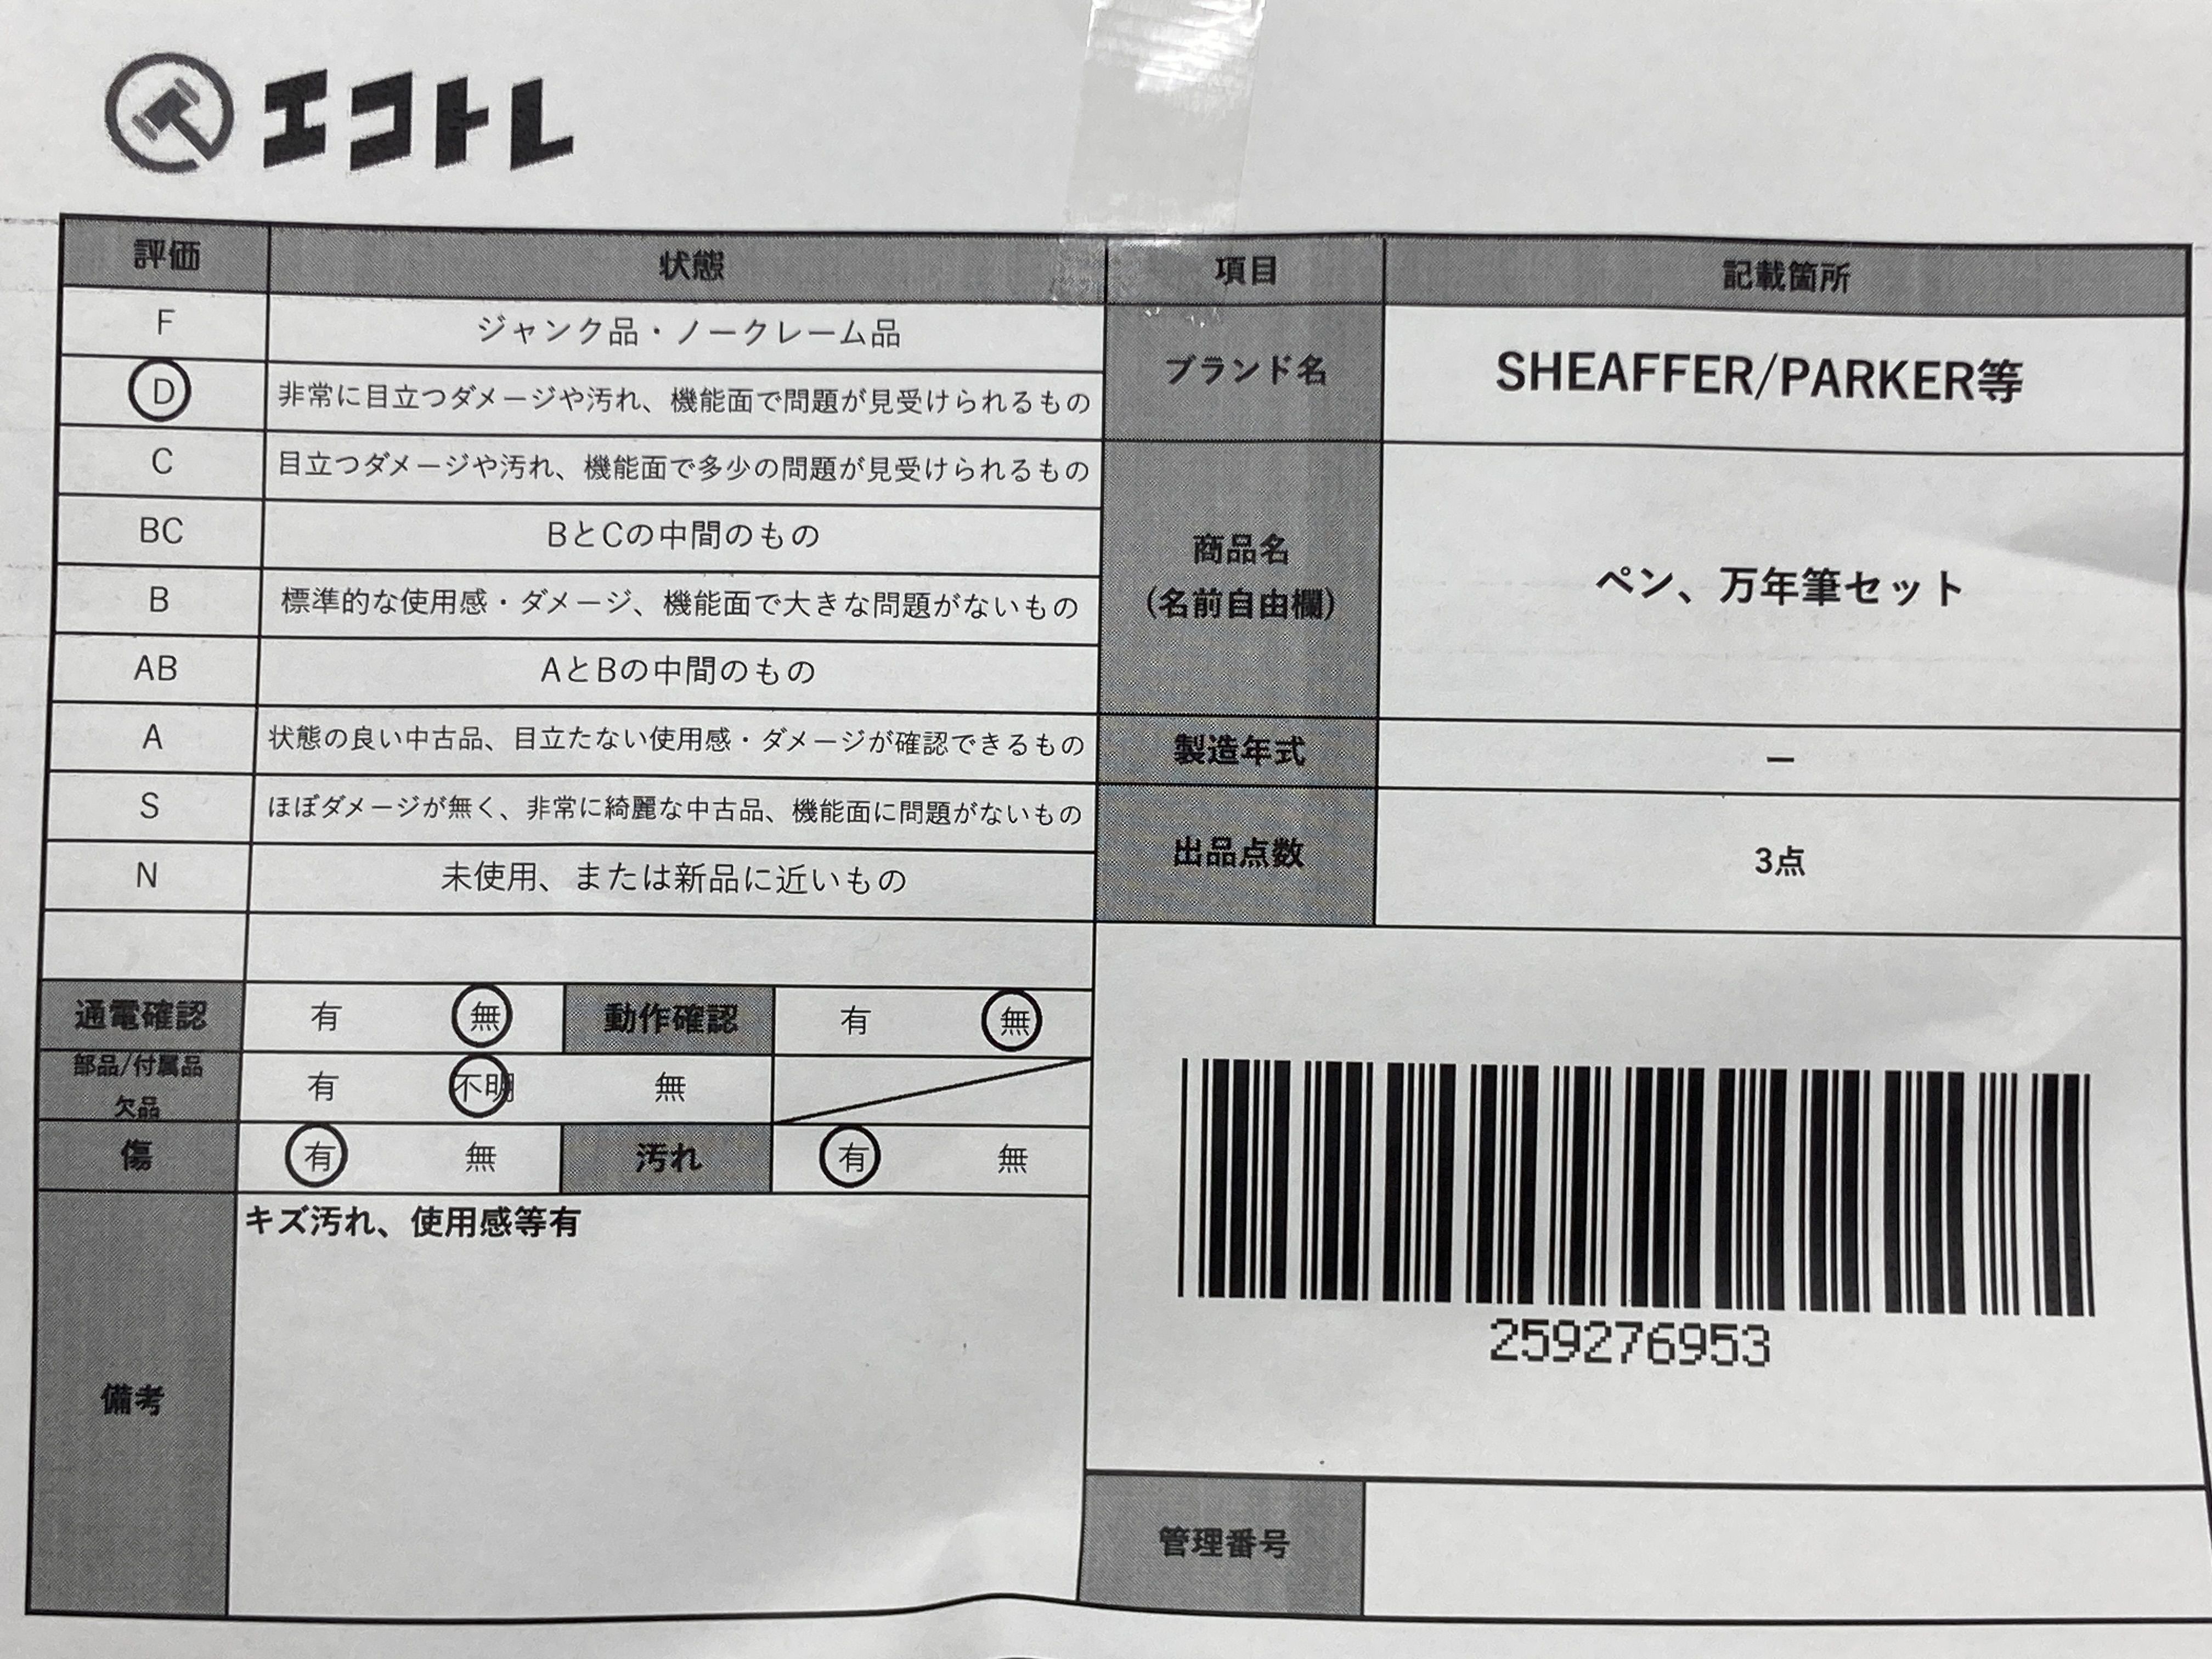 エコトレ
評価 状態 項目 記載箇所
F ジャンク品・ノークレーム品
D 非常に目立つダメージや汚れ、機能面で問題が見受けられるもの
ブランド名 SHEAFFER/PARKER等
C 目立つダメージや汚れ、機能面で多少の問題が見受けられるもの
BC BとCの中間のもの
商品名
(名前自由欄)
ペン、万年筆セット
B 標準的な使用感・ダメージ、機能面で大きな問題がないもの
AB AとBの中間のもの
A 状態の良い中古品、目立たない使用感・ダメージが確認できるもの
製造年式 ー
S ほぼダメージが無く、非常に綺麗な中古品、機能面に問題がないもの
出品点数 3点
N 未使用、または新品に近いもの
通電確認 有 無 動作確認 有 無
部品/付属品
欠品
有 不明 無
傷 有 無 汚れ 有 無
備考
キズ汚れ、使用感等有
259276953
管理番号